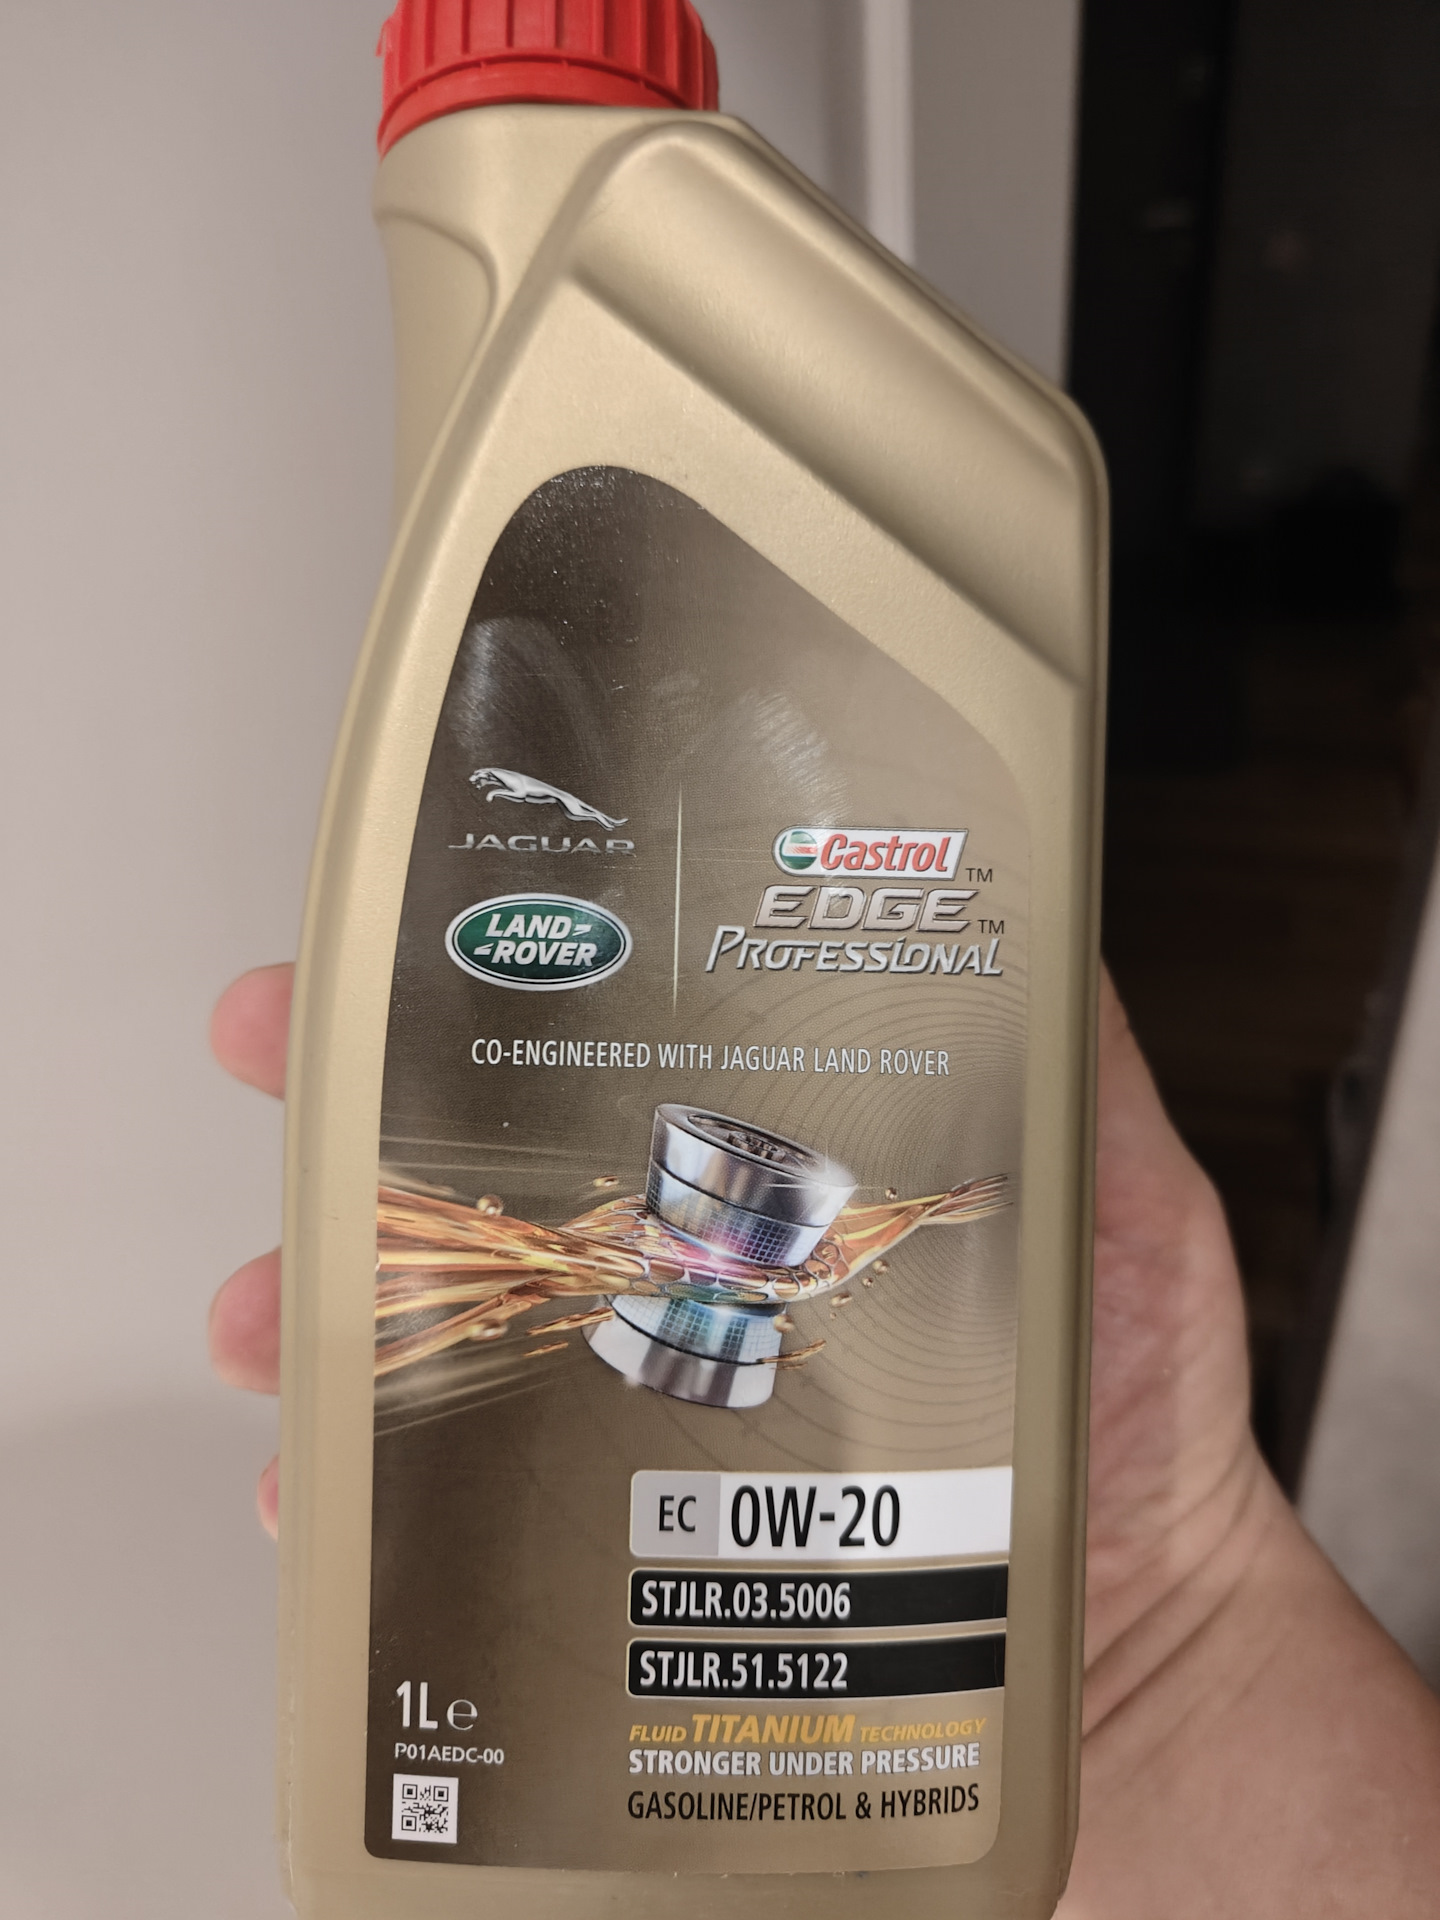 JAGUAR
LAND
ROVER
Castrol™
EDGE™
PROFESSIONAL
CO-ENGINEERED WITH JAGUAR LAND ROVER
EC 0W-20
STJLR.03.5006
STJLR.51.5122
1L ℮
P01AEDC-00
FLUID TITANIUM TECHNOLOGY
STRONGER UNDER PRESSURE
GASOLINE/PETROL & HYBRIDS